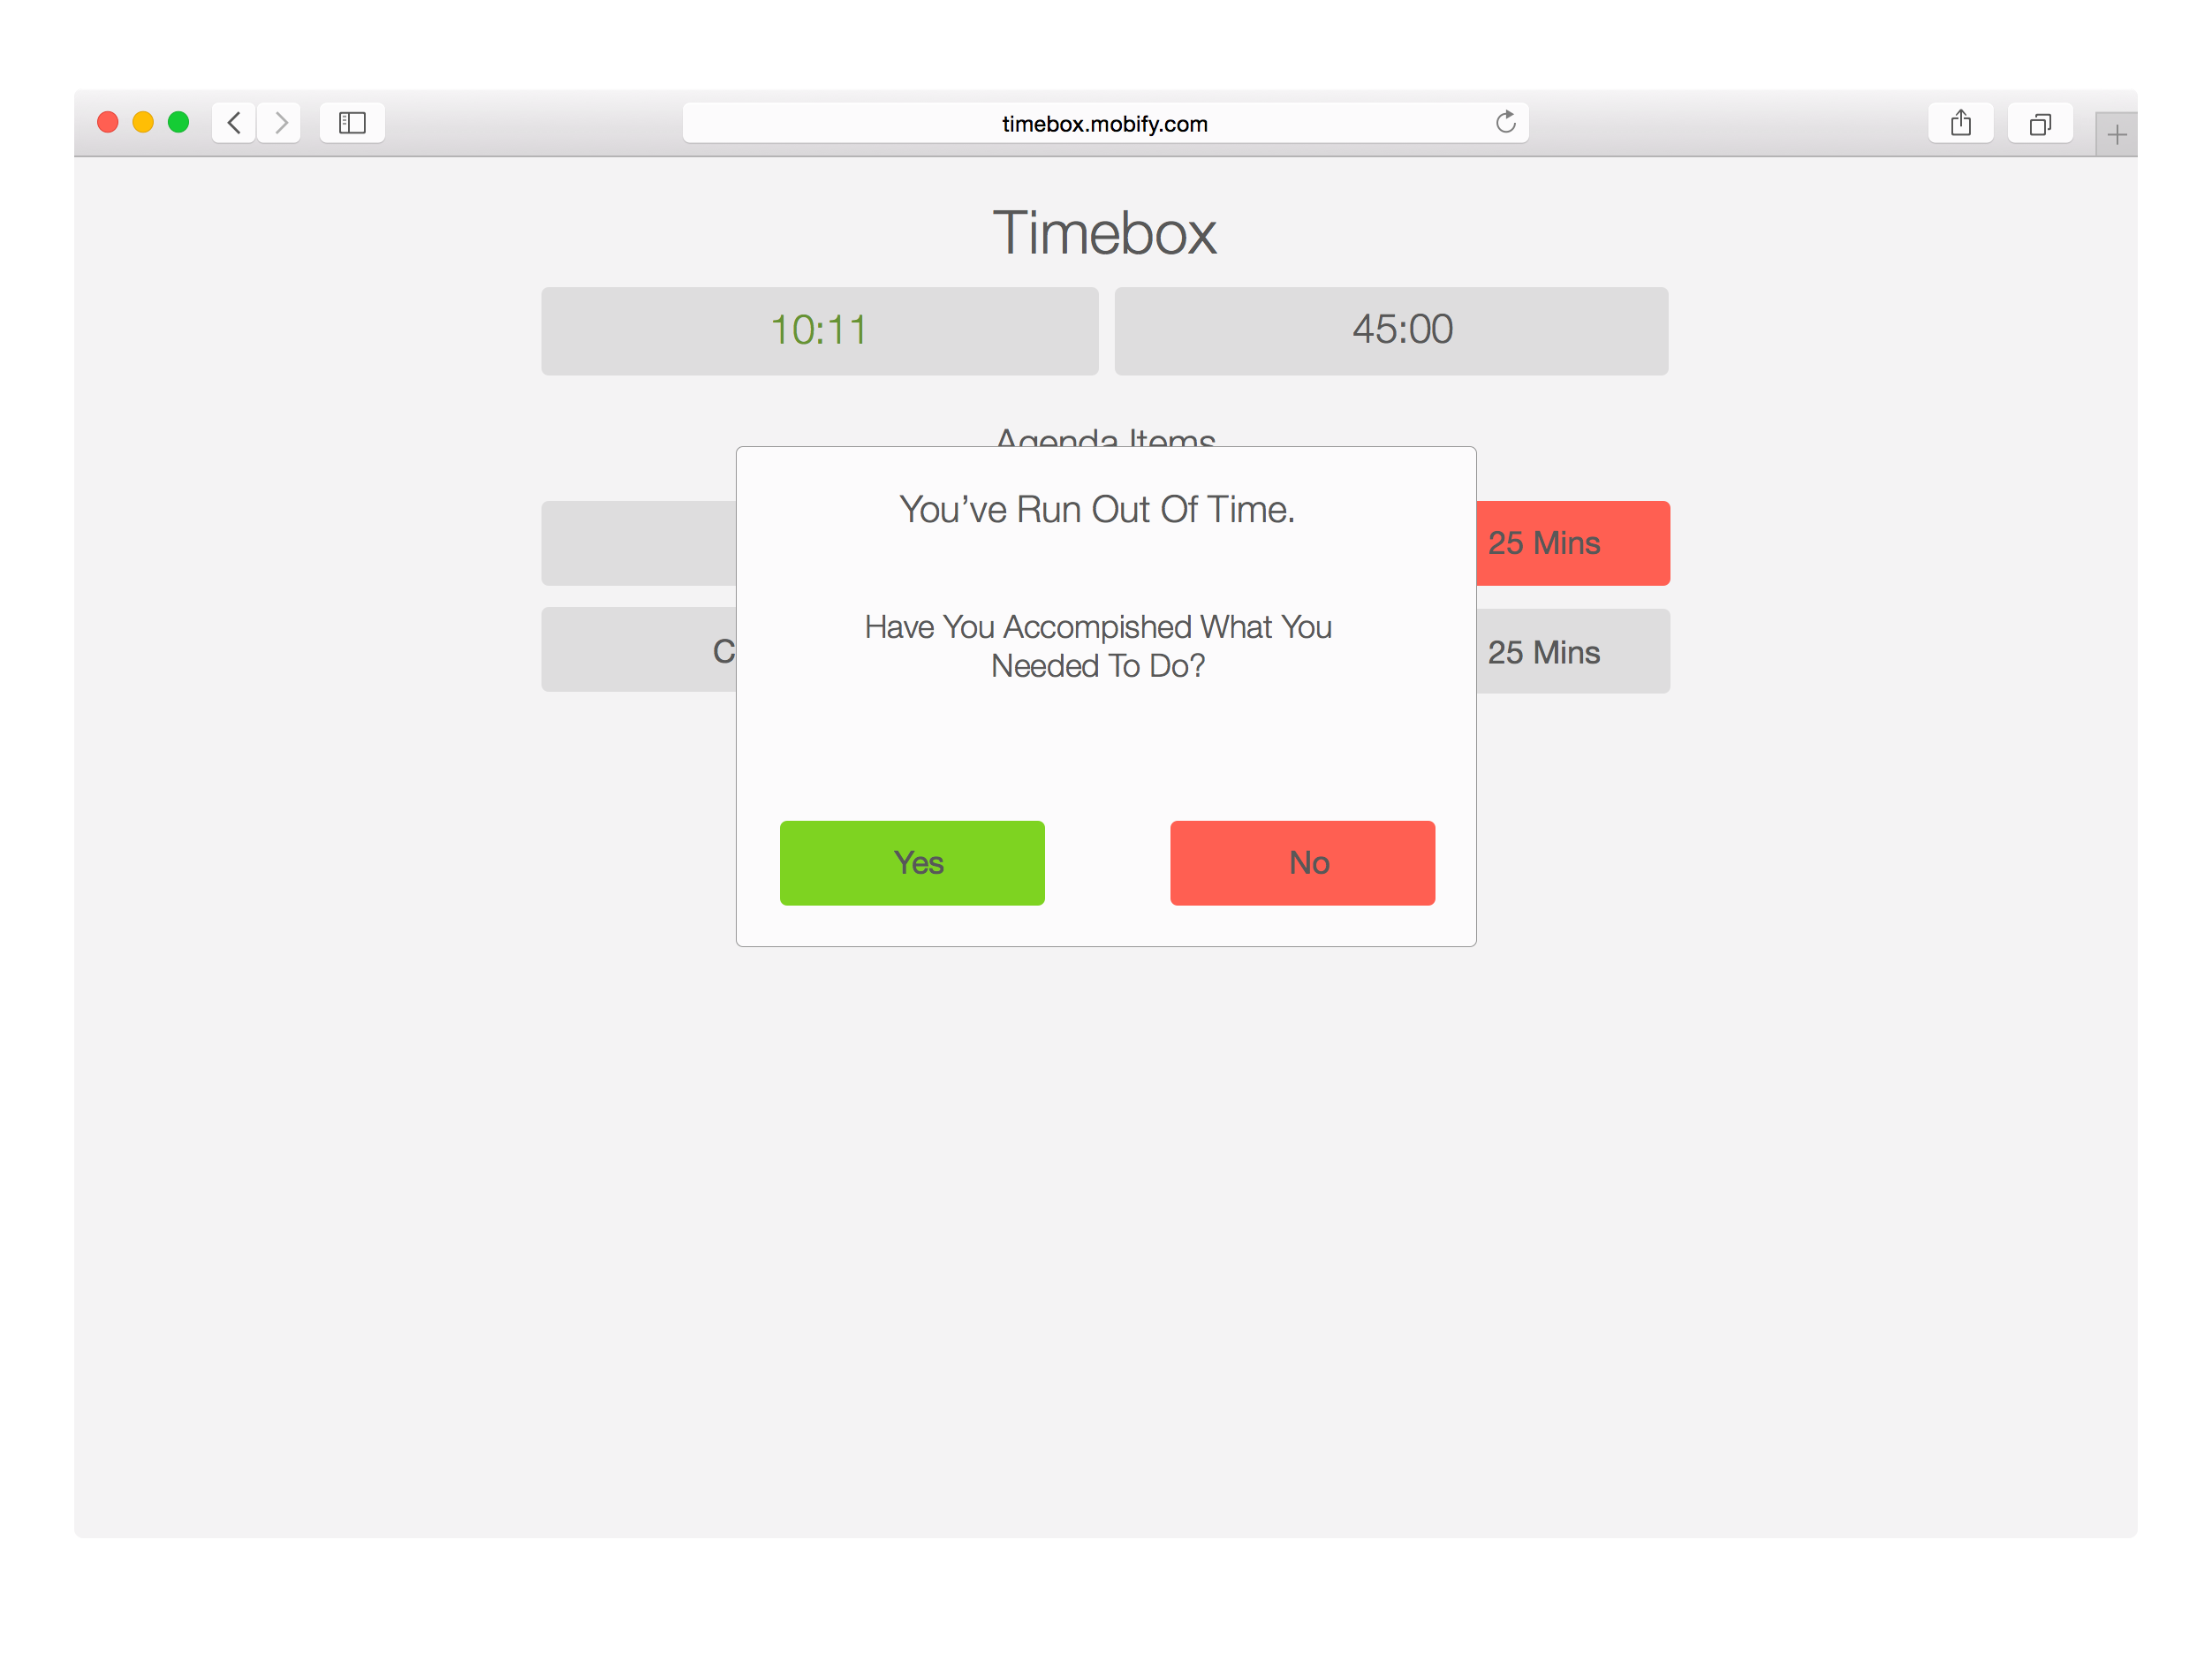 timebox.mobify.com
Timebox
10:11 45:00
Agenda Items
You’ve Run Out Of Time.
25 Mins
Have You Accompished What You
Needed To Do?
C 25 Mins
Yes No